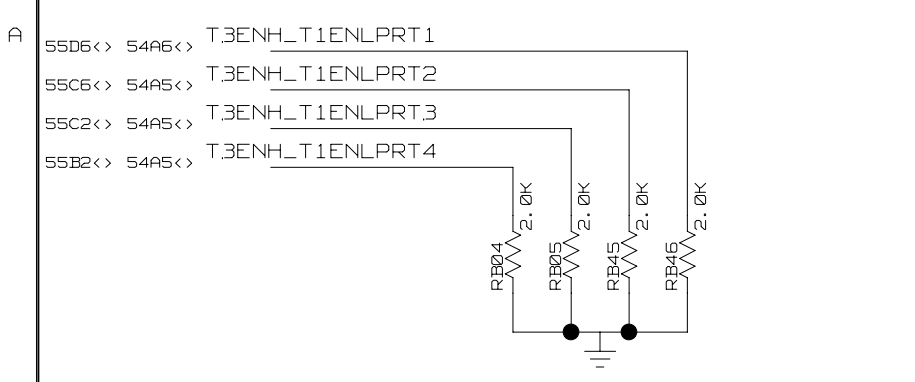 A
55D6<> 54A6<> T3ENH_T1ENLPRT1
55C6<> 54A5<> T3ENH_T1ENLPRT2
55C2<> 54A5<> T3ENH_T1ENLPRT3
55B2<> 54A5<> T3ENH_T1ENLPRT4
RB04 2.0K
RB05 2.0K
RB45 2.0K
RB46 2.0K